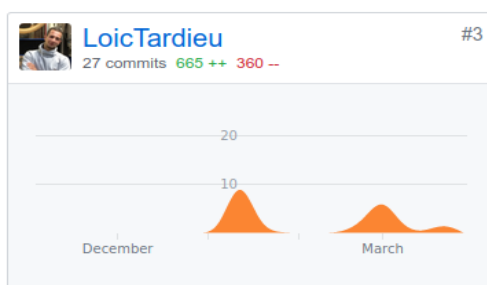 LoicTardieu #3
27 commits 665 ++ 360 --
20
10
December March